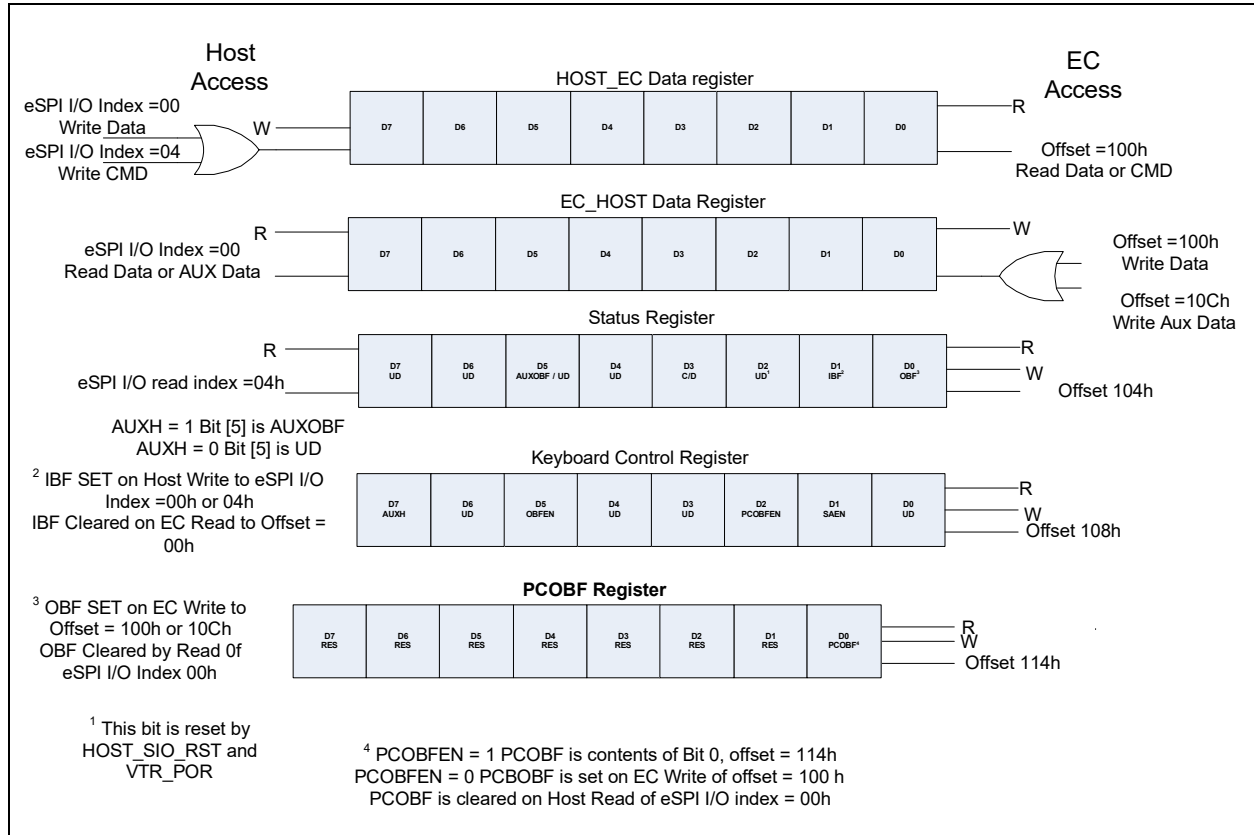 Host
Access
EC
Access
HOST_EC Data register
eSPI I/O Index =00
Write Data
eSPI I/O Index =04
Write CMD
W
D7 D6 D5 D4 D3 D2 D1 D0
R
Offset =100h
Read Data or CMD
EC_HOST Data Register
R
eSPI I/O Index =00
Read Data or AUX Data
D7 D6 D5 D4 D3 D2 D1 D0
W
Offset =100h
Write Data
Offset =10Ch
Write Aux Data
Status Register
R
eSPI I/O read index =04h
D7 D6 D5 D4 D3 D2 D1 D0
UD UD AUXOBF / UD UD C/D UD1 IBF2 OBF3
R
W
Offset 104h
AUXH = 1 Bit [5] is AUXOBF
AUXH = 0 Bit [5] is UD
Keyboard Control Register
2 IBF SET on Host Write to eSPI I/O
Index =00h or 04h
IBF Cleared on EC Read to Offset =
00h
D7 D6 D5 D4 D3 D2 D1 D0
AUXH UD OBFEN UD UD PCOBFEN SAEN UD
R
W
Offset 108h
PCOBF Register
3 OBF SET on EC Write to
Offset = 100h or 10Ch
OBF Cleared by Read 0f
eSPI I/O Index 00h
D7 D6 D5 D4 D3 D2 D1 D0
RES RES RES RES RES RES RES PCOBF4
R
W
Offset 114h
1 This bit is reset by
HOST_SIO_RST and
VTR_POR
4 PCOBFEN = 1 PCOBF is contents of Bit 0, offset = 114h
PCOBFEN = 0 PCBOBF is set on EC Write of offset = 100 h
PCOBF is cleared on Host Read of eSPI I/O index = 00h